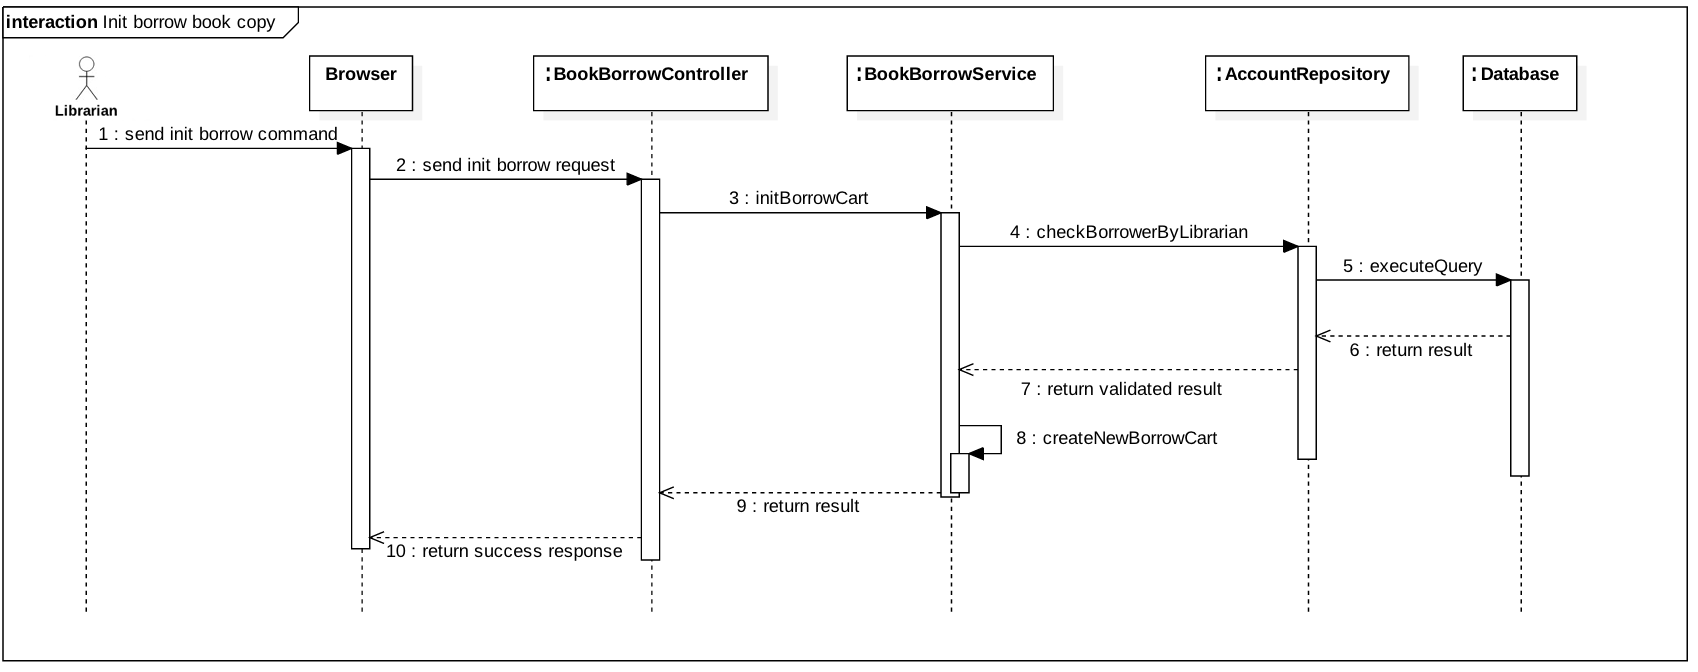 interaction Init borrow book copy
Librarian
Browser
:BookBorrowController
:BookBorrowService
:AccountRepository
:Database
1 : send init borrow command
2 : send init borrow request
3 : initBorrowCart
4 : checkBorrowerByLibrarian
5 : executeQuery
6 : return result
7 : return validated result
8 : createNewBorrowCart
9 : return result
10 : return success response